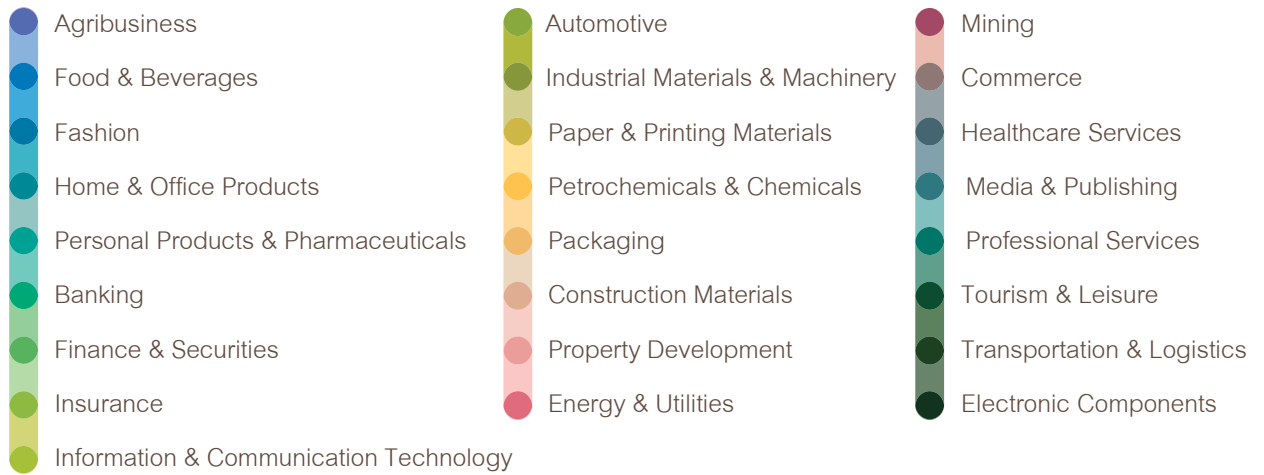 Agribusiness
Food & Beverages
Fashion
Home & Office Products
Personal Products & Pharmaceuticals
Banking
Finance & Securities
Insurance
Information & Communication Technology
Automotive
Industrial Materials & Machinery
Paper & Printing Materials
Petrochemicals & Chemicals
Packaging
Construction Materials
Property Development
Energy & Utilities
Mining
Commerce
Healthcare Services
Media & Publishing
Professional Services
Tourism & Leisure
Transportation & Logistics
Electronic Components